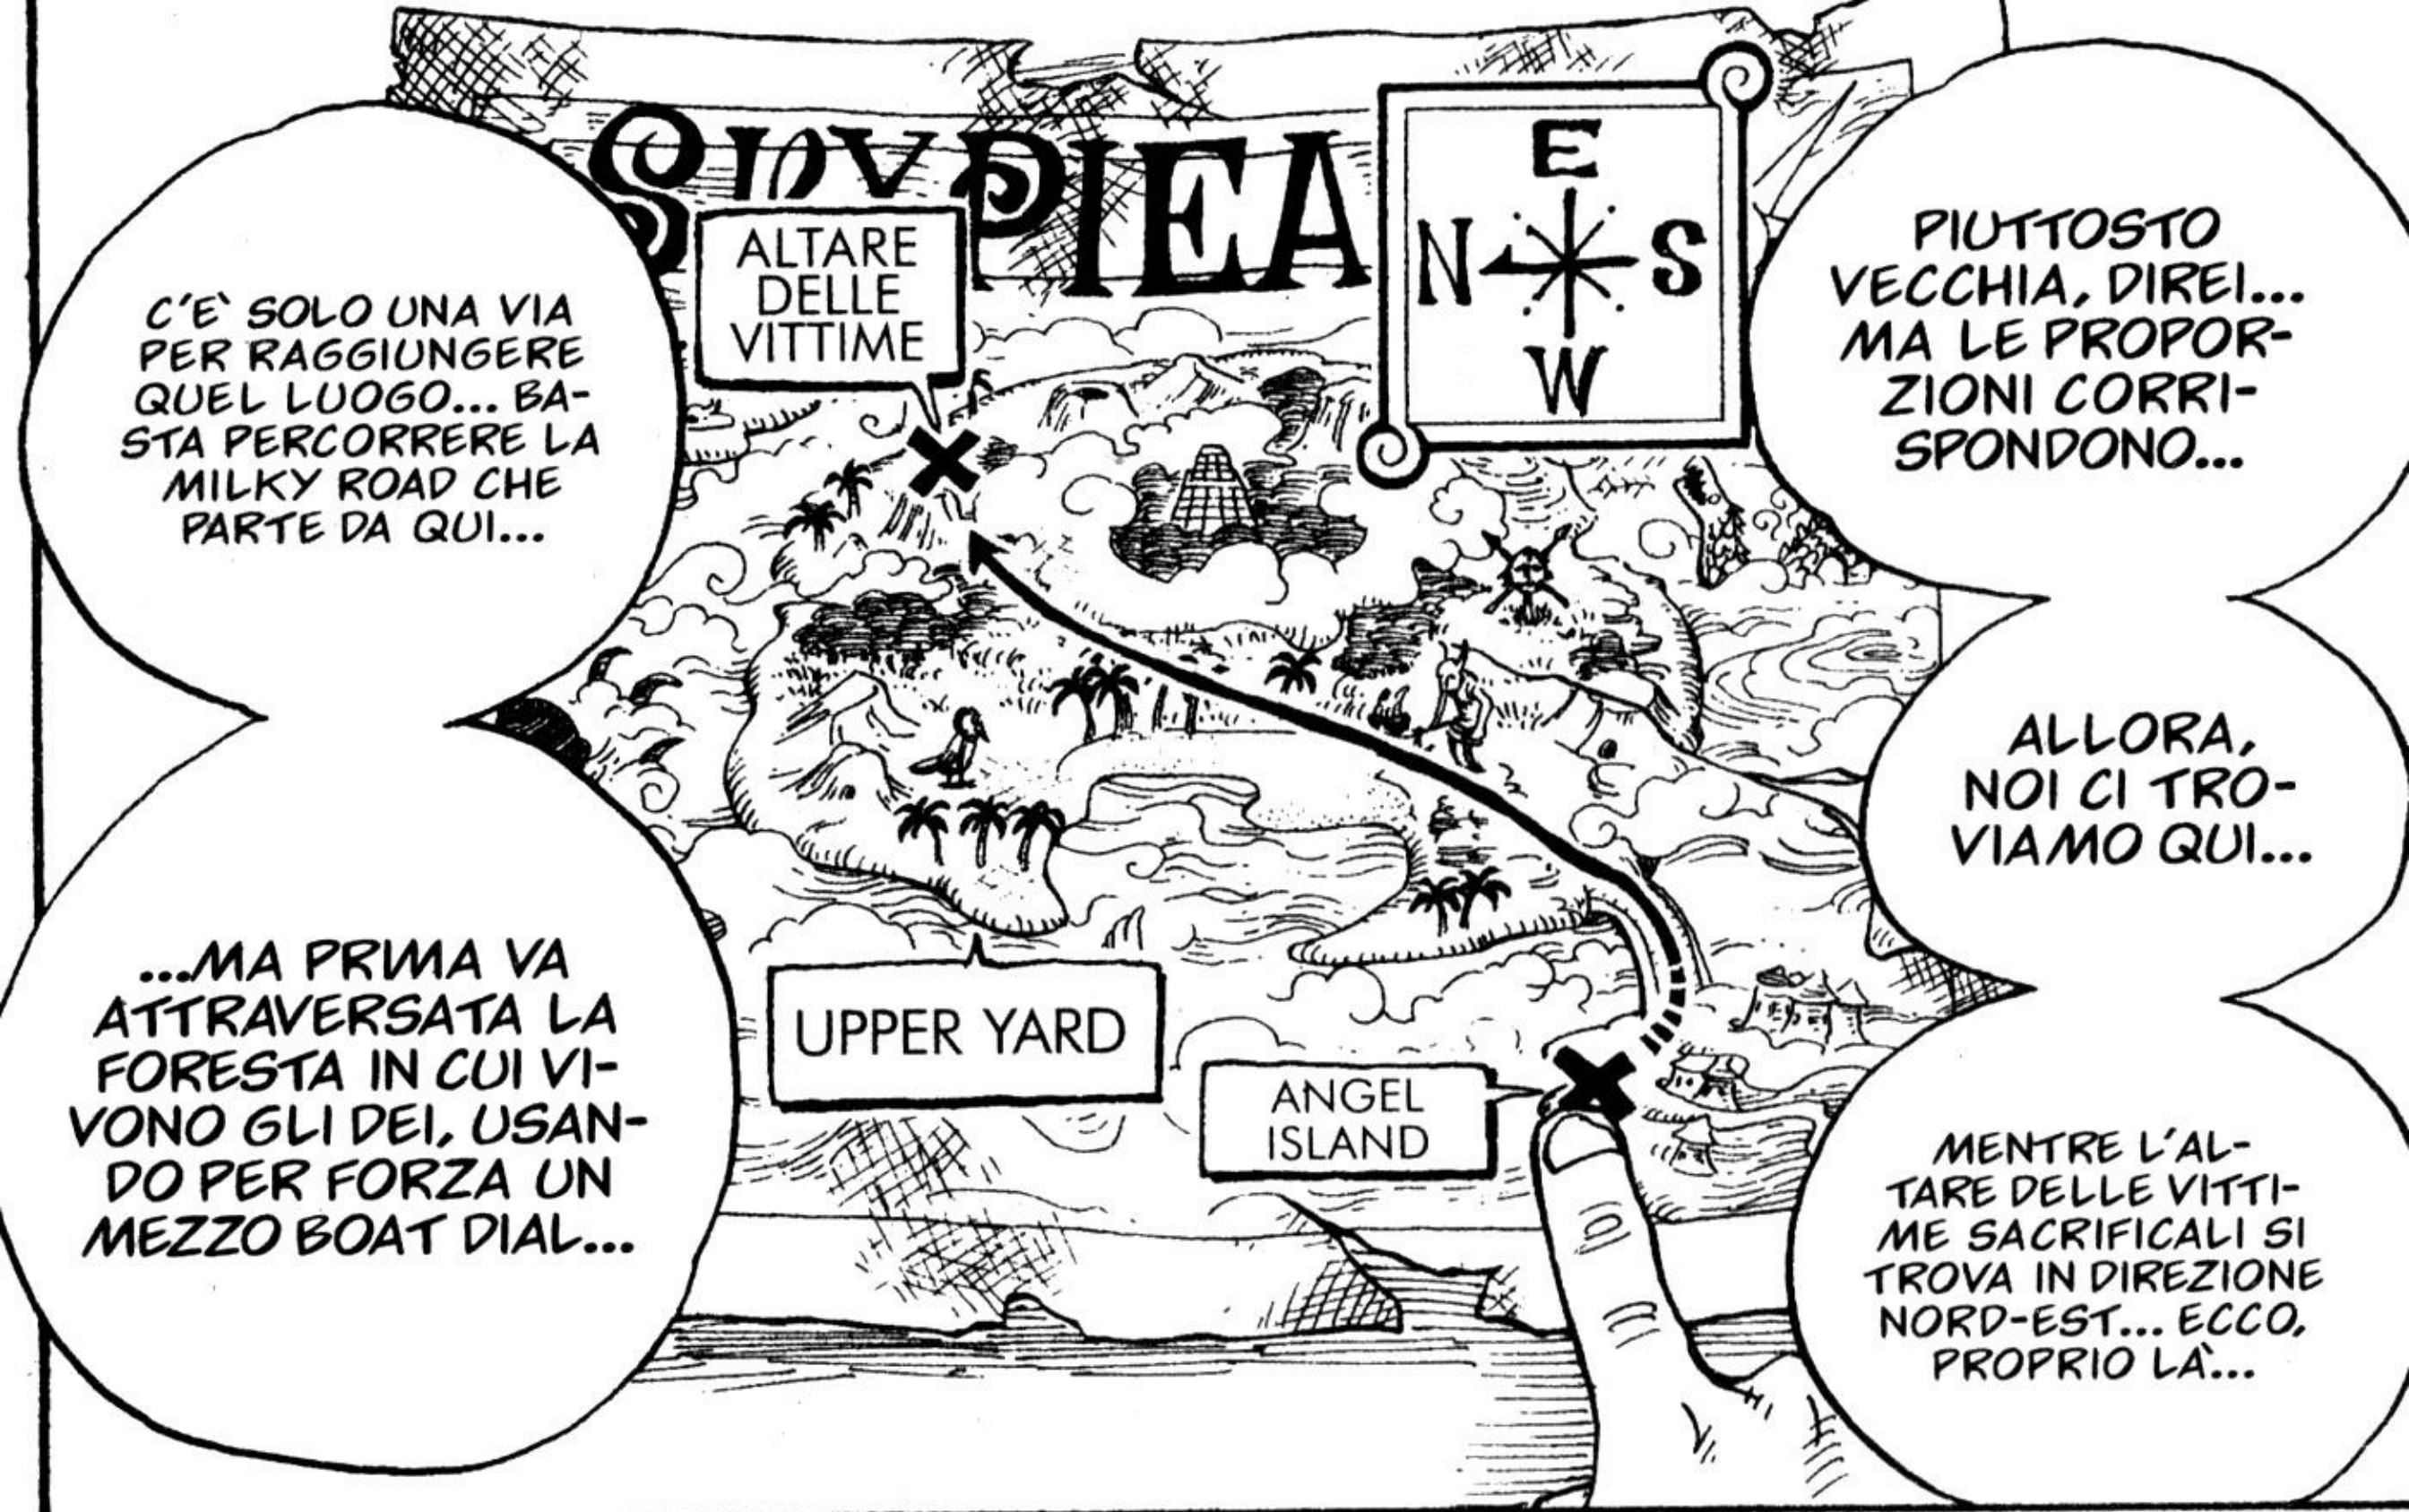 PIUTTOSTO
VECCHIA, DIREI...
MA LE PROPOR-
ZIONI CORRI-
SPONDONO...
ALLORA,
NOI CI TRO-
VIAMO QUI...
MENTRE L'AL-
TARE DELLE VITTI-
ME SACRIFICALI SI
TROVA IN DIREZIONE
NORD-EST... ECCO,
PROPRIO LÀ...
E
N S
W
ALTARE
DELLE
VITTIME
UPPER YARD
ANGEL
ISLAND
C'È SOLO UNA VIA
PER RAGGIUNGERE
QUEL LUOGO... BA-
STA PERCORRERE LA
MILKY ROAD CHE
PARTE DA QUI...
...MA PRIMA VA
ATTRAVERSATA LA
FORESTA IN CUI VI-
VONO GLI DEI, USAN-
DO PER FORZA UN
MEZZO BOAT DIAL...